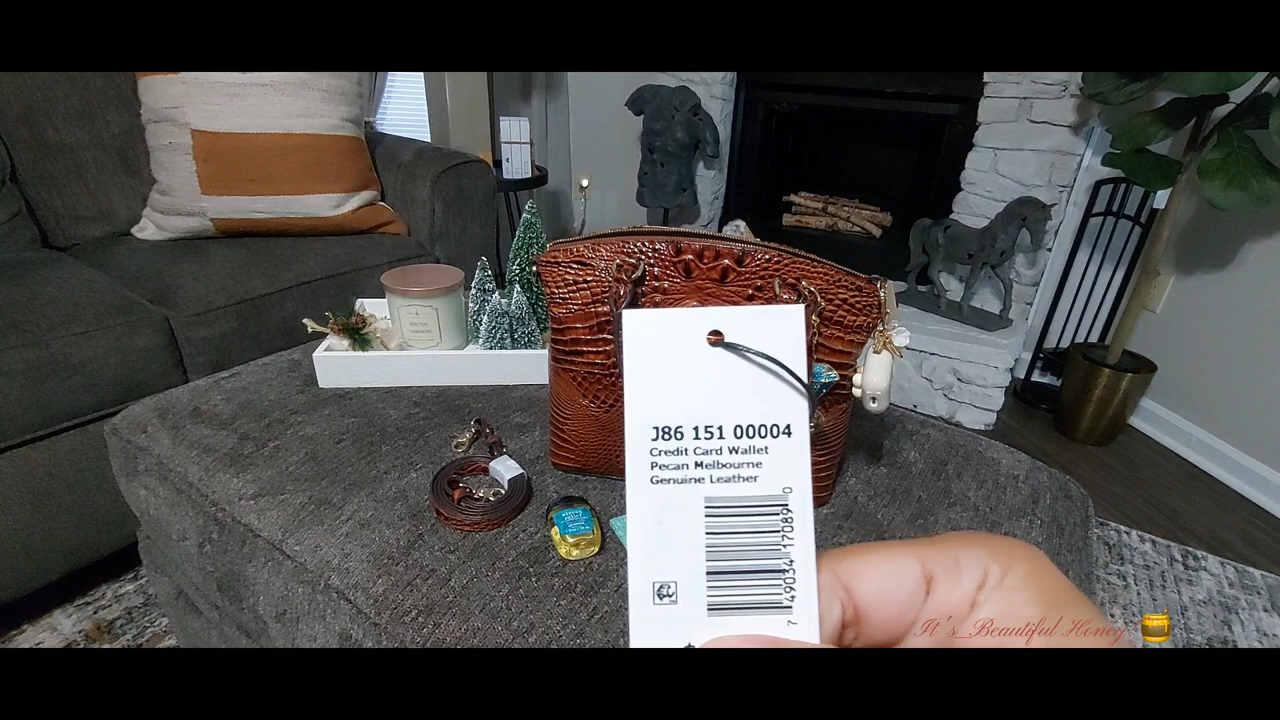 J86 151 00004
Credit Card Wallet
Pecan Melbourne
Genuine Leather
7 49034 17089 0
It's_Beautiful Honey